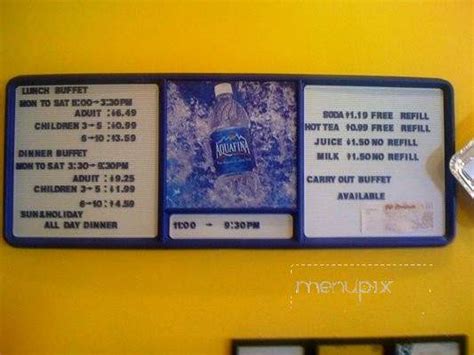 LUNCH BUFFET
MON TO SAT 11:00→3:30PM
ADULT :$6.49
CHILDREN 3→5 :$0.99
6→10 :$3.59
DINNER BUFFET
MON TO SAT 3:30→9:30PM
ADULT :$9.25
CHILDREN 3→5 :$1.99
6→10 :$4.59
SUN&HOLIDAY
ALL DAY DINNER
AQUAFINA
11:00 → 9:30PM
SODA $1.19 FREE REFILL
HOT TEA $0.99 FREE REFILL
JUICE $1.50 NO REFILL
MILK $1.50 NO REFILL
CARRY OUT BUFFET
AVAILABLE
menupix